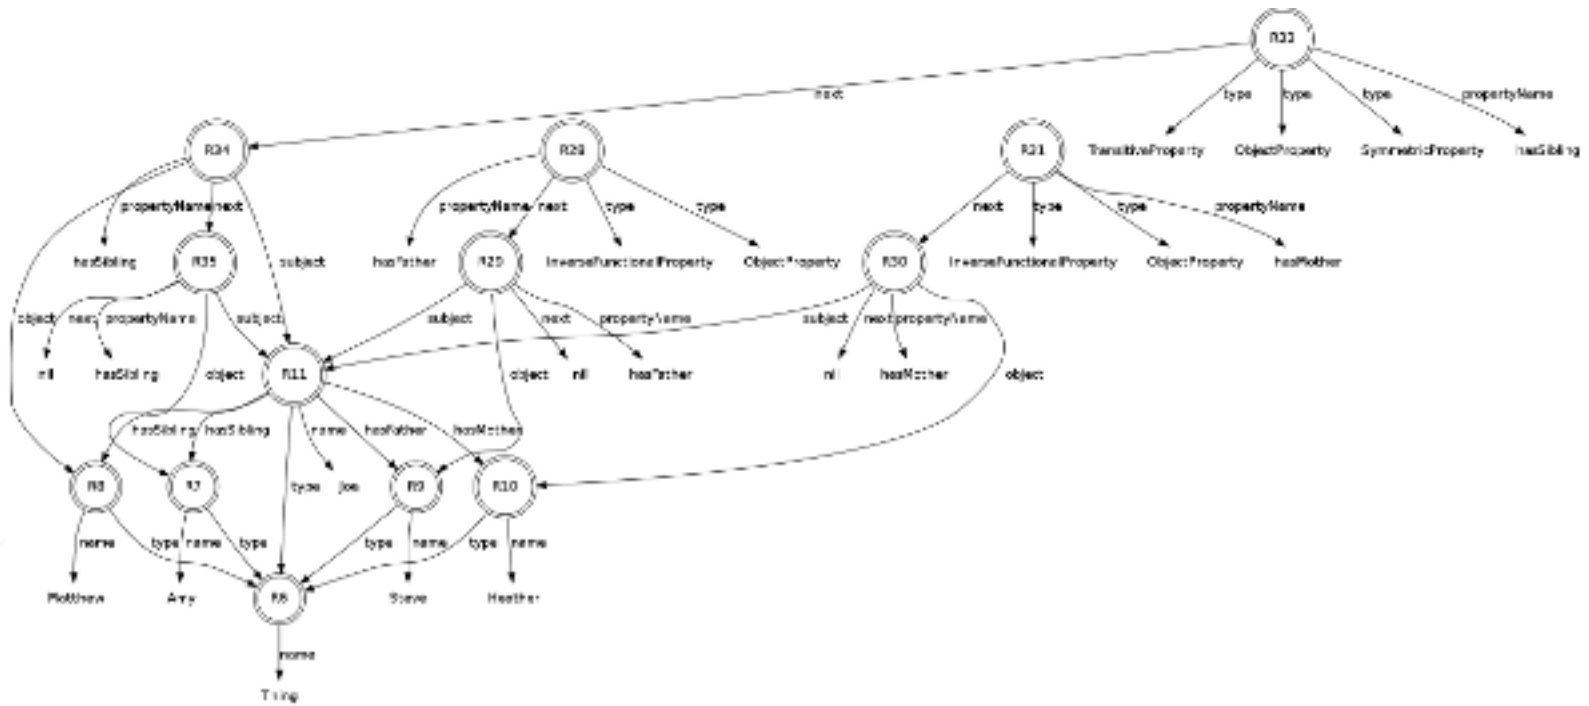 next
type
type
type
propertyName
R34
R31
TransitiveProperty
ObjectProperty
SymmetricProperty
hasSibling
propertyName
next
propertyName
next
type
type
next
type
type
propertyName
hasSibling
R35
subject
hasFather
R29
InverseFunctionalProperty
ObjectProperty
R30
InverseFunctionalProperty
ObjectProperty
hasMother
object
next
propertyName
subject
subject
next
propertyName
subject
next
propertyName
nil
hasSibling
object
R11
object
nil
hasFather
nil
hasMother
object
hasSibling
hasSibling
name
hasFather
hasMother
R8
R7
type
Joe
R9
R10
name
type
name
type
type
name
type
name
Matthew
Amy
R6
Steve
Heather
name
Thing